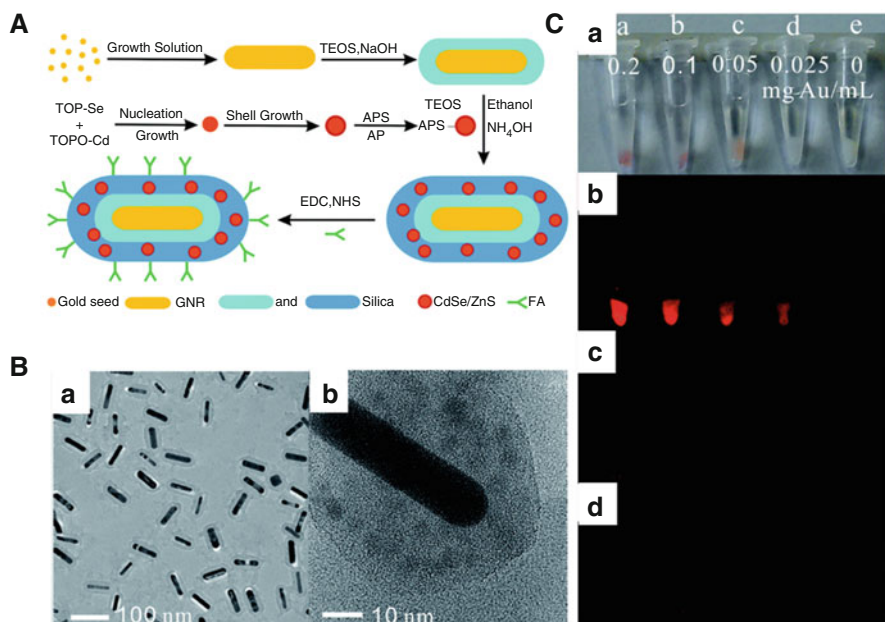 A
Growth Solution
TEOS,NaOH
TOP-Se
+
TOPO-Cd
Nucleation
Growth
Shell Growth
APS
AP
TEOS
APS
Ethanol
NH₄OH
EDC,NHS
Gold seed
GNR
and
Silica
CdSe/ZnS
FA
B
a
100 nm
b
10 nm
C
a
a b c d e
0.2 0.1 0.05 0.025 0
mg Au/mL
b
c
d